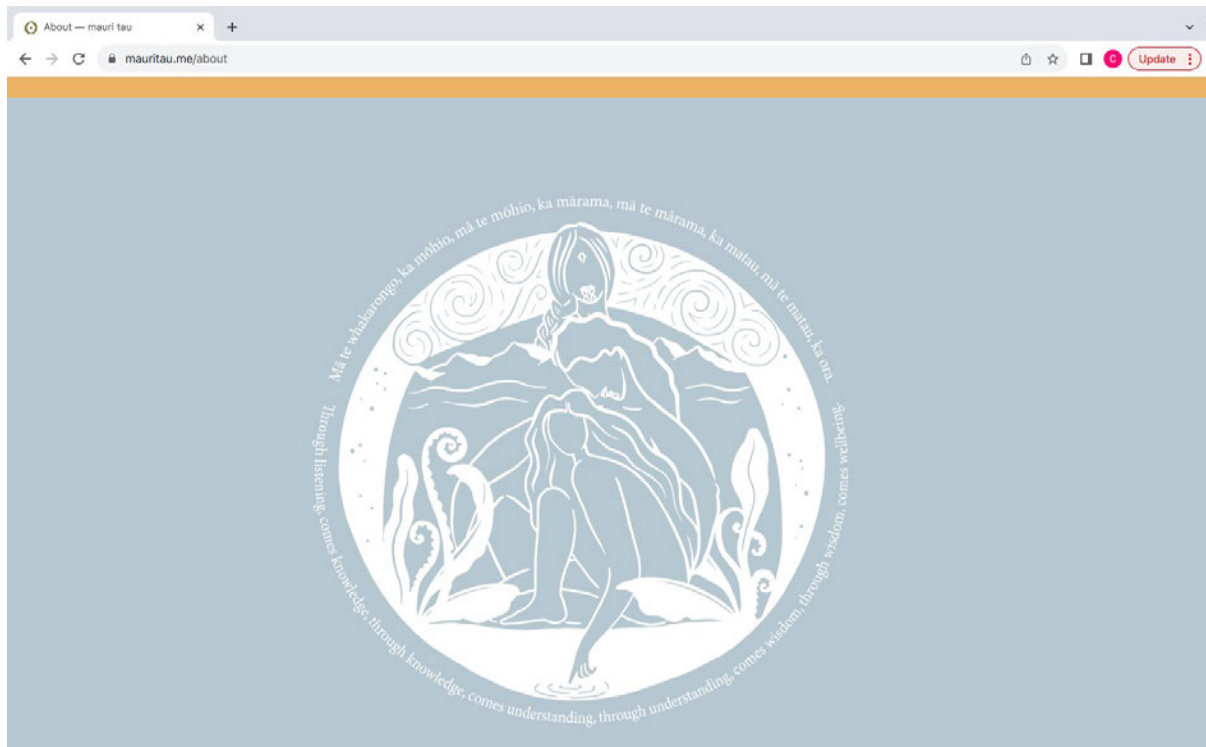 About — mauri tau
mauritau.me/about
C
Update
Mā te whakarongo, ka mōhio, mā te mōhio, ka mārama, mā te mārama, ka matau, mā te matau, ka ora.
Through listening, comes knowledge, through knowledge, comes understanding, through understanding, comes wisdom, through wisdom, comes wellbeing.